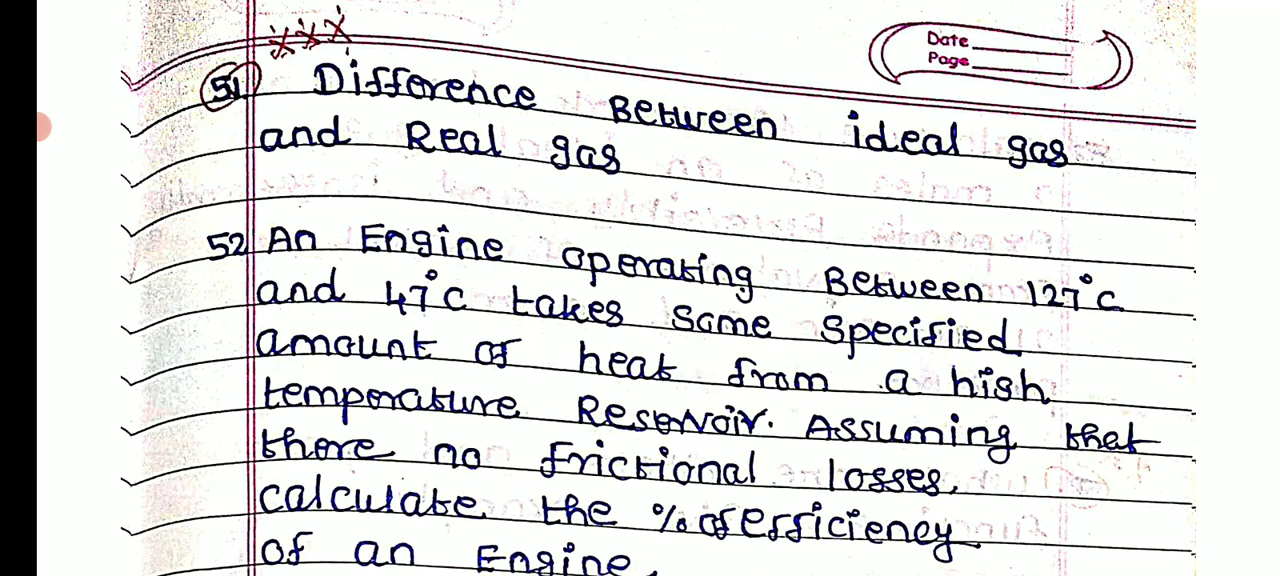 Date
Page
51 Difference Between ideal gas
and Real gas
52 An Engine operating Between 127°C
and 47°C takes some specified
amount of heat from a high
temperature Reservoir. Assuming that
there no frictional losses.
calculate the % of efficiency
of an Engine.